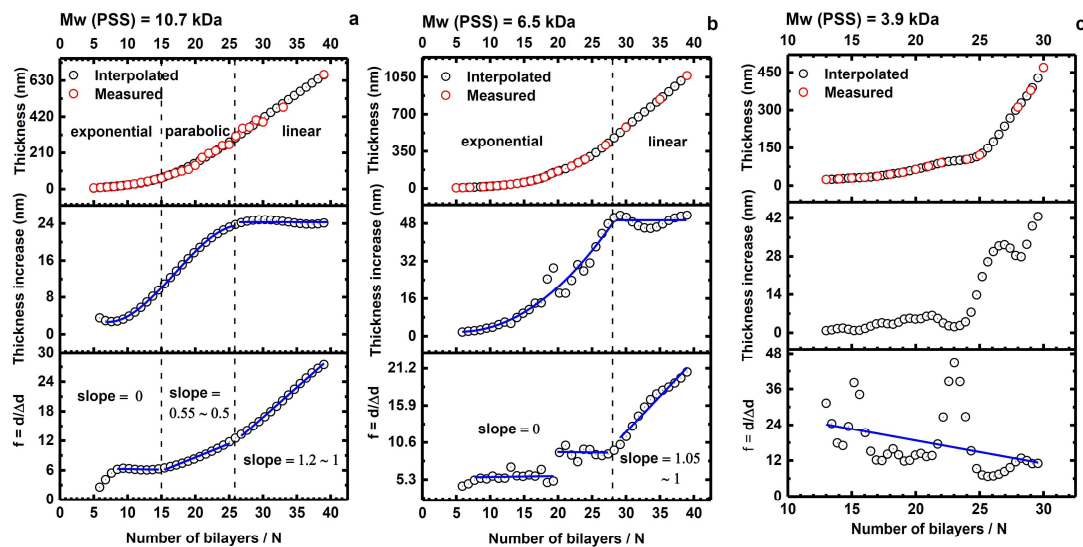 Mw (PSS) = 10.7 kDa
a
0 5 10 15 20 25 30 35 40
Thickness (nm)
630
420
210
0
Interpolated
Measured
exponential
parabolic
linear
Thickness increase (nm)
24
16
8
0
f = d/Δd
30
24
18
12
6
0
slope = 0
slope =
0.55 ~ 0.5
slope = 1.2 ~ 1
0 5 10 15 20 25 30 35 40
Number of bilayers / N
Mw (PSS) = 6.5 kDa
b
0 5 10 15 20 25 30 35 40
Thickness (nm)
1050
700
350
0
Interpolated
Measured
exponential
linear
Thickness increase (nm)
48
32
16
0
f = d/Δd
21.2
15.9
10.6
5.3
slope = 0
slope = 1.05
~ 1
0 5 10 15 20 25 30 35 40
Number of bilayers / N
Mw (PSS) = 3.9 kDa
c
10 15 20 25 30
Thickness (nm)
450
300
150
0
Interpolated
Measured
Thickness increase (nm)
42
28
14
0
f = d/Δd
48
36
24
12
0
10 15 20 25 30
Number of bilayers / N